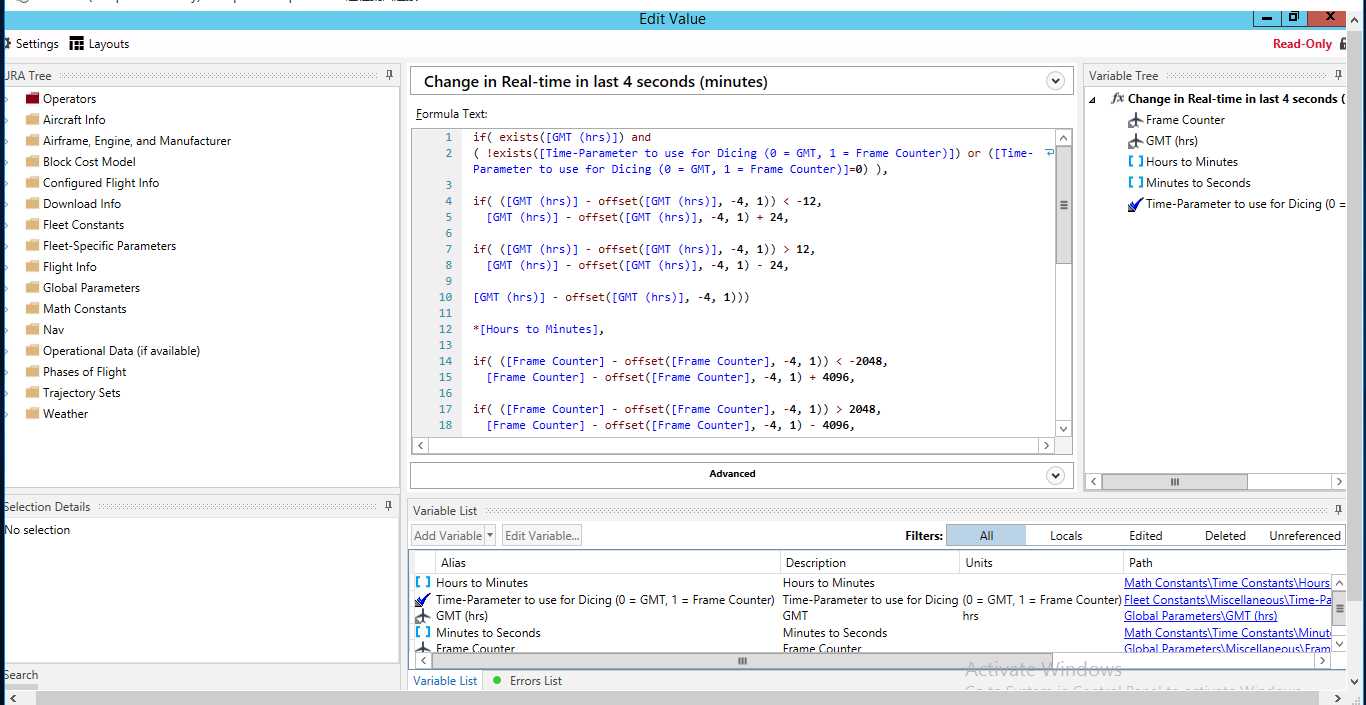 Edit Value
Settings Layouts
Read-Only
URA Tree
Operators
Aircraft Info
Airframe, Engine, and Manufacturer
Block Cost Model
Configured Flight Info
Download Info
Fleet Constants
Fleet-Specific Parameters
Flight Info
Global Parameters
Math Constants
Nav
Operational Data (if available)
Phases of Flight
Trajectory Sets
Weather
Selection Details
No selection
Search
Change in Real-time in last 4 seconds (minutes)
Formula Text:
1 if( exists([GMT (hrs)]) and
2 ( !exists([Time-Parameter to use for Dicing (0 = GMT, 1 = Frame Counter)]) or ([Time-
Parameter to use for Dicing (0 = GMT, 1 = Frame Counter)]=0) ),
3
4 if( ([GMT (hrs)] - offset([GMT (hrs)], -4, 1)) < -12,
5 [GMT (hrs)] - offset([GMT (hrs)], -4, 1) + 24,
6
7 if( ([GMT (hrs)] - offset([GMT (hrs)], -4, 1)) > 12,
8 [GMT (hrs)] - offset([GMT (hrs)], -4, 1) - 24,
9
10 [GMT (hrs)] - offset([GMT (hrs)], -4, 1)))
11
12 *[Hours to Minutes],
13
14 if( ([Frame Counter] - offset([Frame Counter], -4, 1)) < -2048,
15 [Frame Counter] - offset([Frame Counter], -4, 1) + 4096,
16
17 if( ([Frame Counter] - offset([Frame Counter], -4, 1)) > 2048,
18 [Frame Counter] - offset([Frame Counter], -4, 1) - 4096,
Advanced
Variable Tree
fx Change in Real-time in last 4 seconds (
Frame Counter
GMT (hrs)
Hours to Minutes
Minutes to Seconds
Time-Parameter to use for Dicing (0 =
Variable List
Add Variable Edit Variable... Filters: All Locals Edited Deleted Unreferenced
Alias Description Units Path
Hours to Minutes Hours to Minutes Math Constants\Time Constants\Hours
Time-Parameter to use for Dicing (0 = GMT, 1 = Frame Counter) Time-Parameter to use for Dicing (0 = GMT, 1 = Frame Counter) Fleet Constants\Miscellaneous\Time-Pa
GMT (hrs) GMT hrs Global Parameters\GMT (hrs)
Minutes to Seconds Minutes to Seconds Math Constants\Time Constants\Minut
Frame Counter Frame Counter Global Parameters\Miscellaneous\Fram
Activate Windows
Go to System in Control Panel to activate Windows.
Variable List Errors List